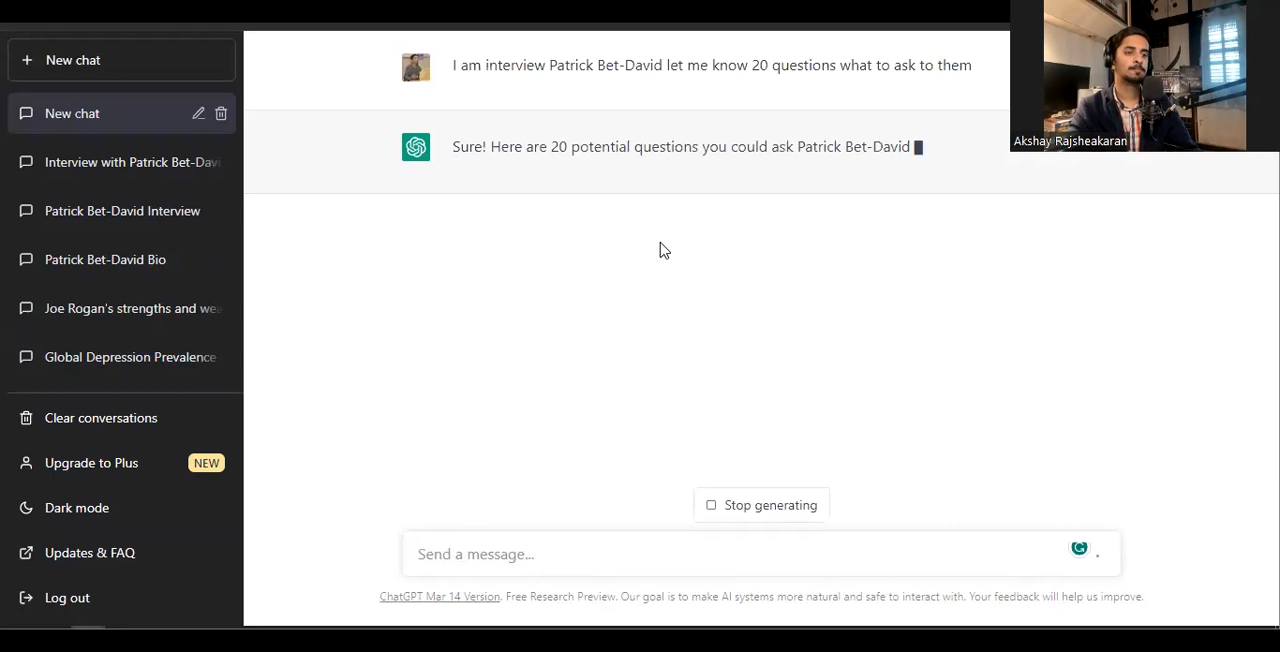 New chat
New chat
Interview with Patrick Bet-Davi
Patrick Bet-David Interview
Patrick Bet-David Bio
Joe Rogan's strengths and wea
Global Depression Prevalence
Clear conversations
Upgrade to Plus NEW
Dark mode
Updates & FAQ
Log out
I am interview Patrick Bet-David let me know 20 questions what to ask to them
Sure! Here are 20 potential questions you could ask Patrick Bet-David
Stop generating
Send a message...
ChatGPT Mar 14 Version. Free Research Preview. Our goal is to make AI systems more natural and safe to interact with. Your feedback will help us improve.
Akshay Rajsheakaran